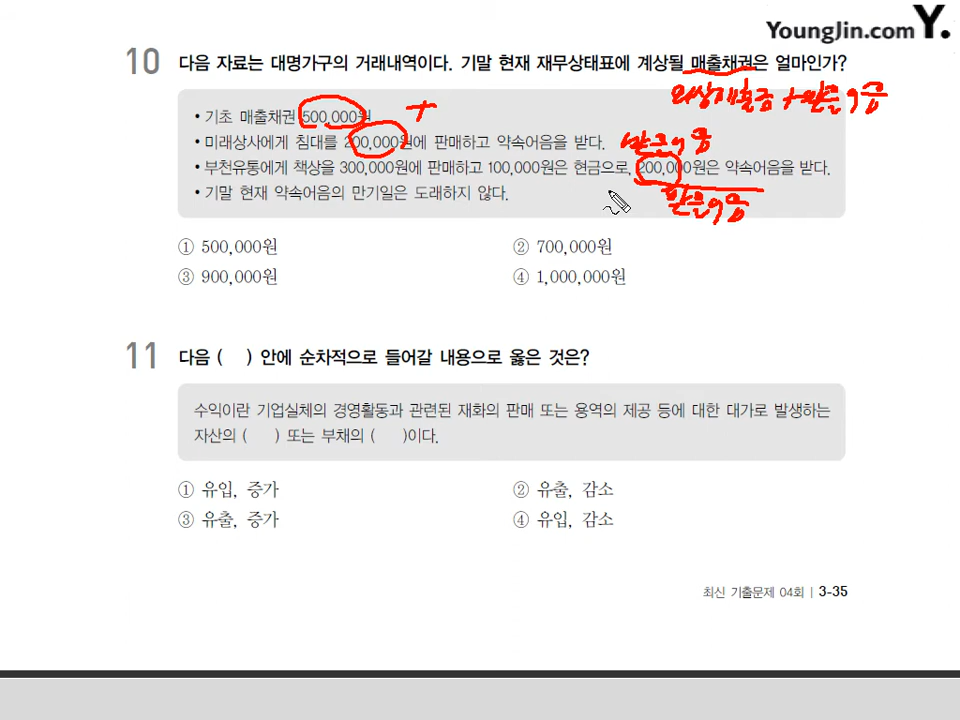 YoungJin.com Y.
10 다음 자료는 대명가구의 거래내역이다. 기말 현재 재무상태표에 계상될 매출채권은 얼마인가?
외상매출금 + 받을어음
• 기초 매출채권 500,000원 +
• 미래상사에게 침대를 200,000원에 판매하고 약속어음을 받다. 받을어음
• 부천유통에게 책상을 300,000원에 판매하고 100,000원은 현금으로, 200,000원은 약속어음을 받다.
• 기말 현재 약속어음의 만기일은 도래하지 않다. 받을어음
① 500,000원 ② 700,000원
③ 900,000원 ④ 1,000,000원
11 다음 ( ) 안에 순차적으로 들어갈 내용으로 옳은 것은?
수익이란 기업실체의 경영활동과 관련된 재화의 판매 또는 용역의 제공 등에 대한 대가로 발생하는
자산의 ( ) 또는 부채의 ( )이다.
① 유입, 증가 ② 유출, 감소
③ 유출, 증가 ④ 유입, 감소
최신 기출문제 04회 | 3-35